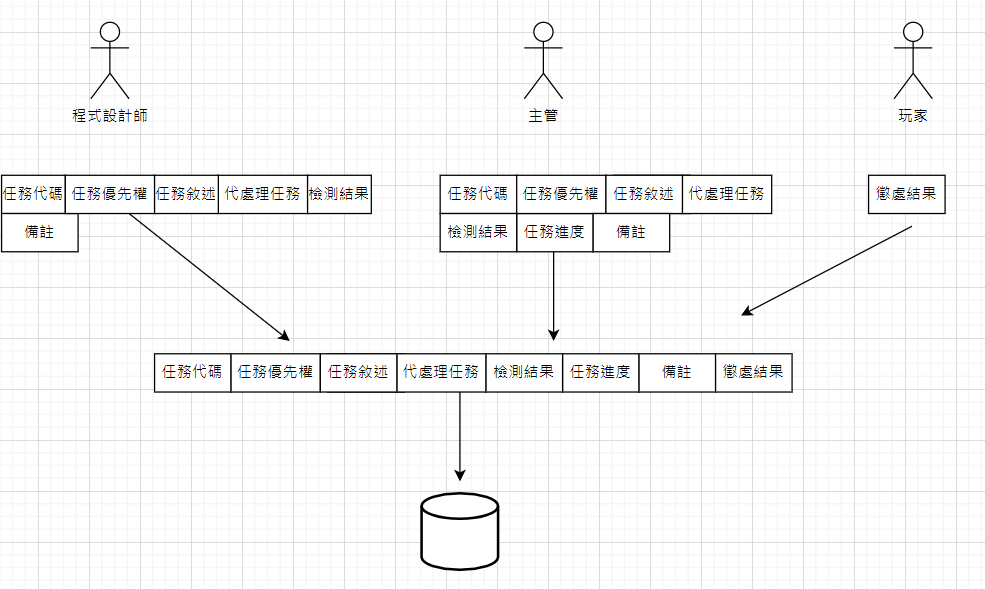 程式設計師
主管
玩家
任務代碼 任務優先權 任務敘述 代處理任務 檢測結果
備註
任務代碼 任務優先權 任務敘述 代處理任務
檢測結果 任務進度 備註
懲處結果
任務代碼 任務優先權 任務敘述 代處理任務 檢測結果 任務進度 備註 懲處結果